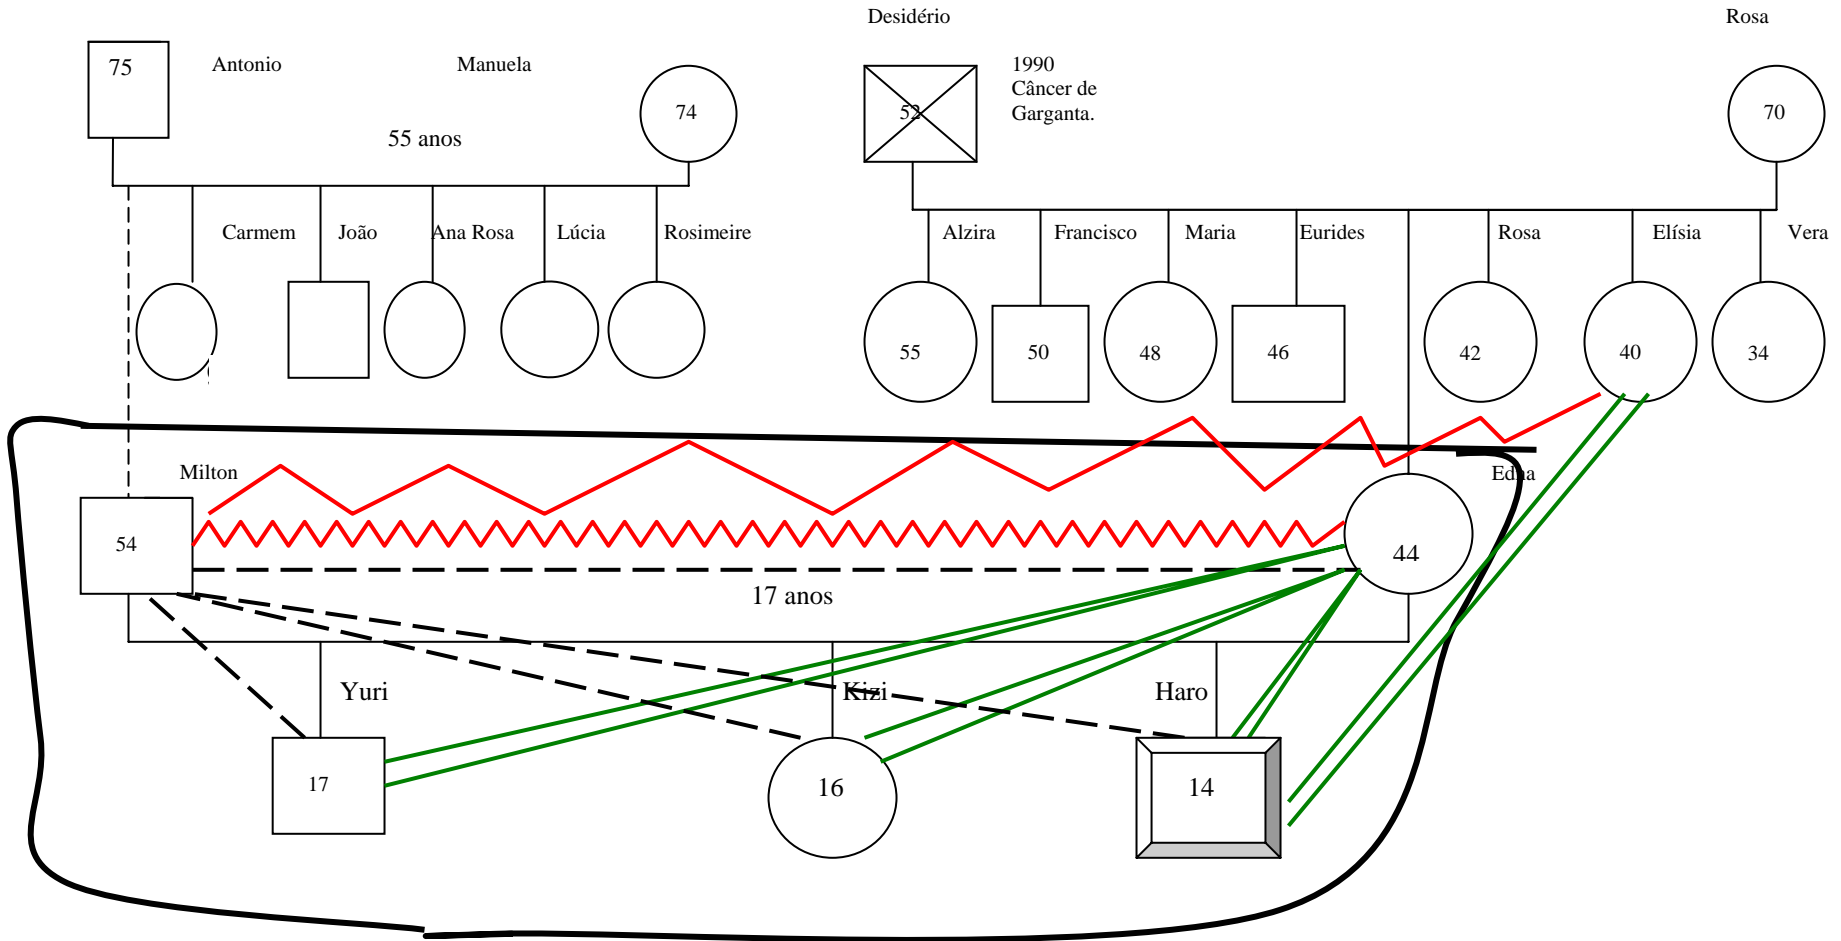 Desidério
Rosa
75
Antonio
Manuela
74
55 anos
52
1990
Câncer de
Garganta.
70
Carmem
João
Ana Rosa
Lúcia
Rosimeire
Alzira
Francisco
Maria
Eurides
Rosa
Elísia
Vera
55
50
48
46
42
40
34
Milton
Edna
54
44
17 anos
Yuri
Kizi
Haro
17
16
14